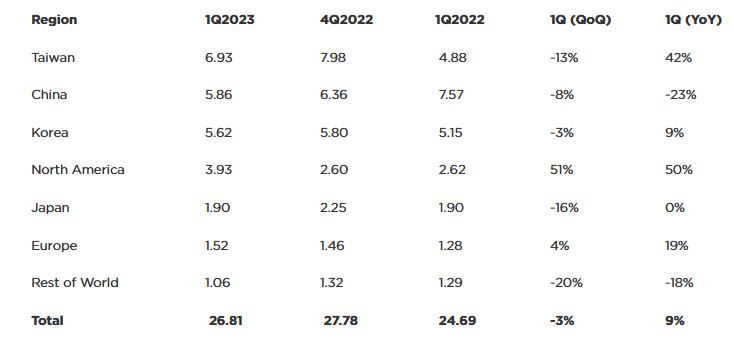 Region 1Q2023 4Q2022 1Q2022 1Q (QoQ) 1Q (YoY)
Taiwan 6.93 7.98 4.88 -13% 42%
China 5.86 6.36 7.57 -8% -23%
Korea 5.62 5.80 5.15 -3% 9%
North America 3.93 2.60 2.62 51% 50%
Japan 1.90 2.25 1.90 -16% 0%
Europe 1.52 1.46 1.28 4% 19%
Rest of World 1.06 1.32 1.29 -20% -18%
Total 26.81 27.78 24.69 -3% 9%